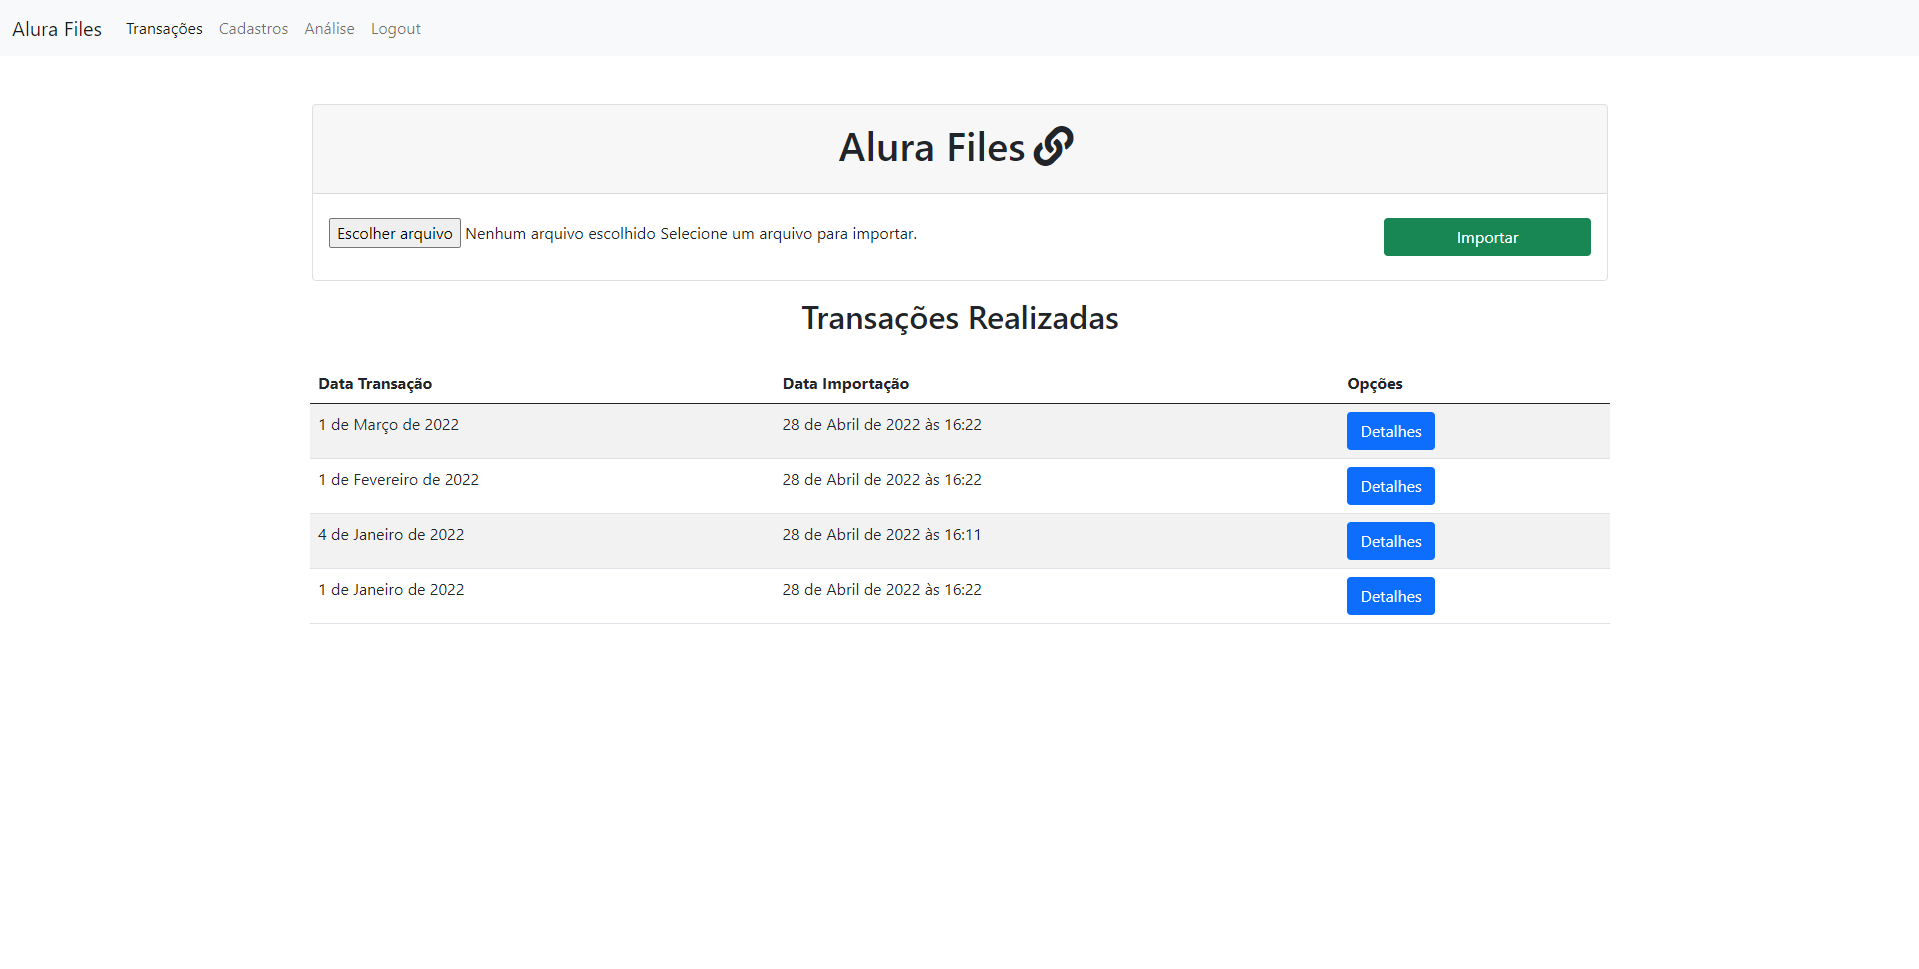 Alura Files Transações Cadastros Análise Logout
Alura Files
Escolher arquivo Nenhum arquivo escolhido Selecione um arquivo para importar. Importar
Transações Realizadas
Data Transação Data Importação Opções
1 de Março de 2022 28 de Abril de 2022 às 16:22 Detalhes
1 de Fevereiro de 2022 28 de Abril de 2022 às 16:22 Detalhes
4 de Janeiro de 2022 28 de Abril de 2022 às 16:11 Detalhes
1 de Janeiro de 2022 28 de Abril de 2022 às 16:22 Detalhes